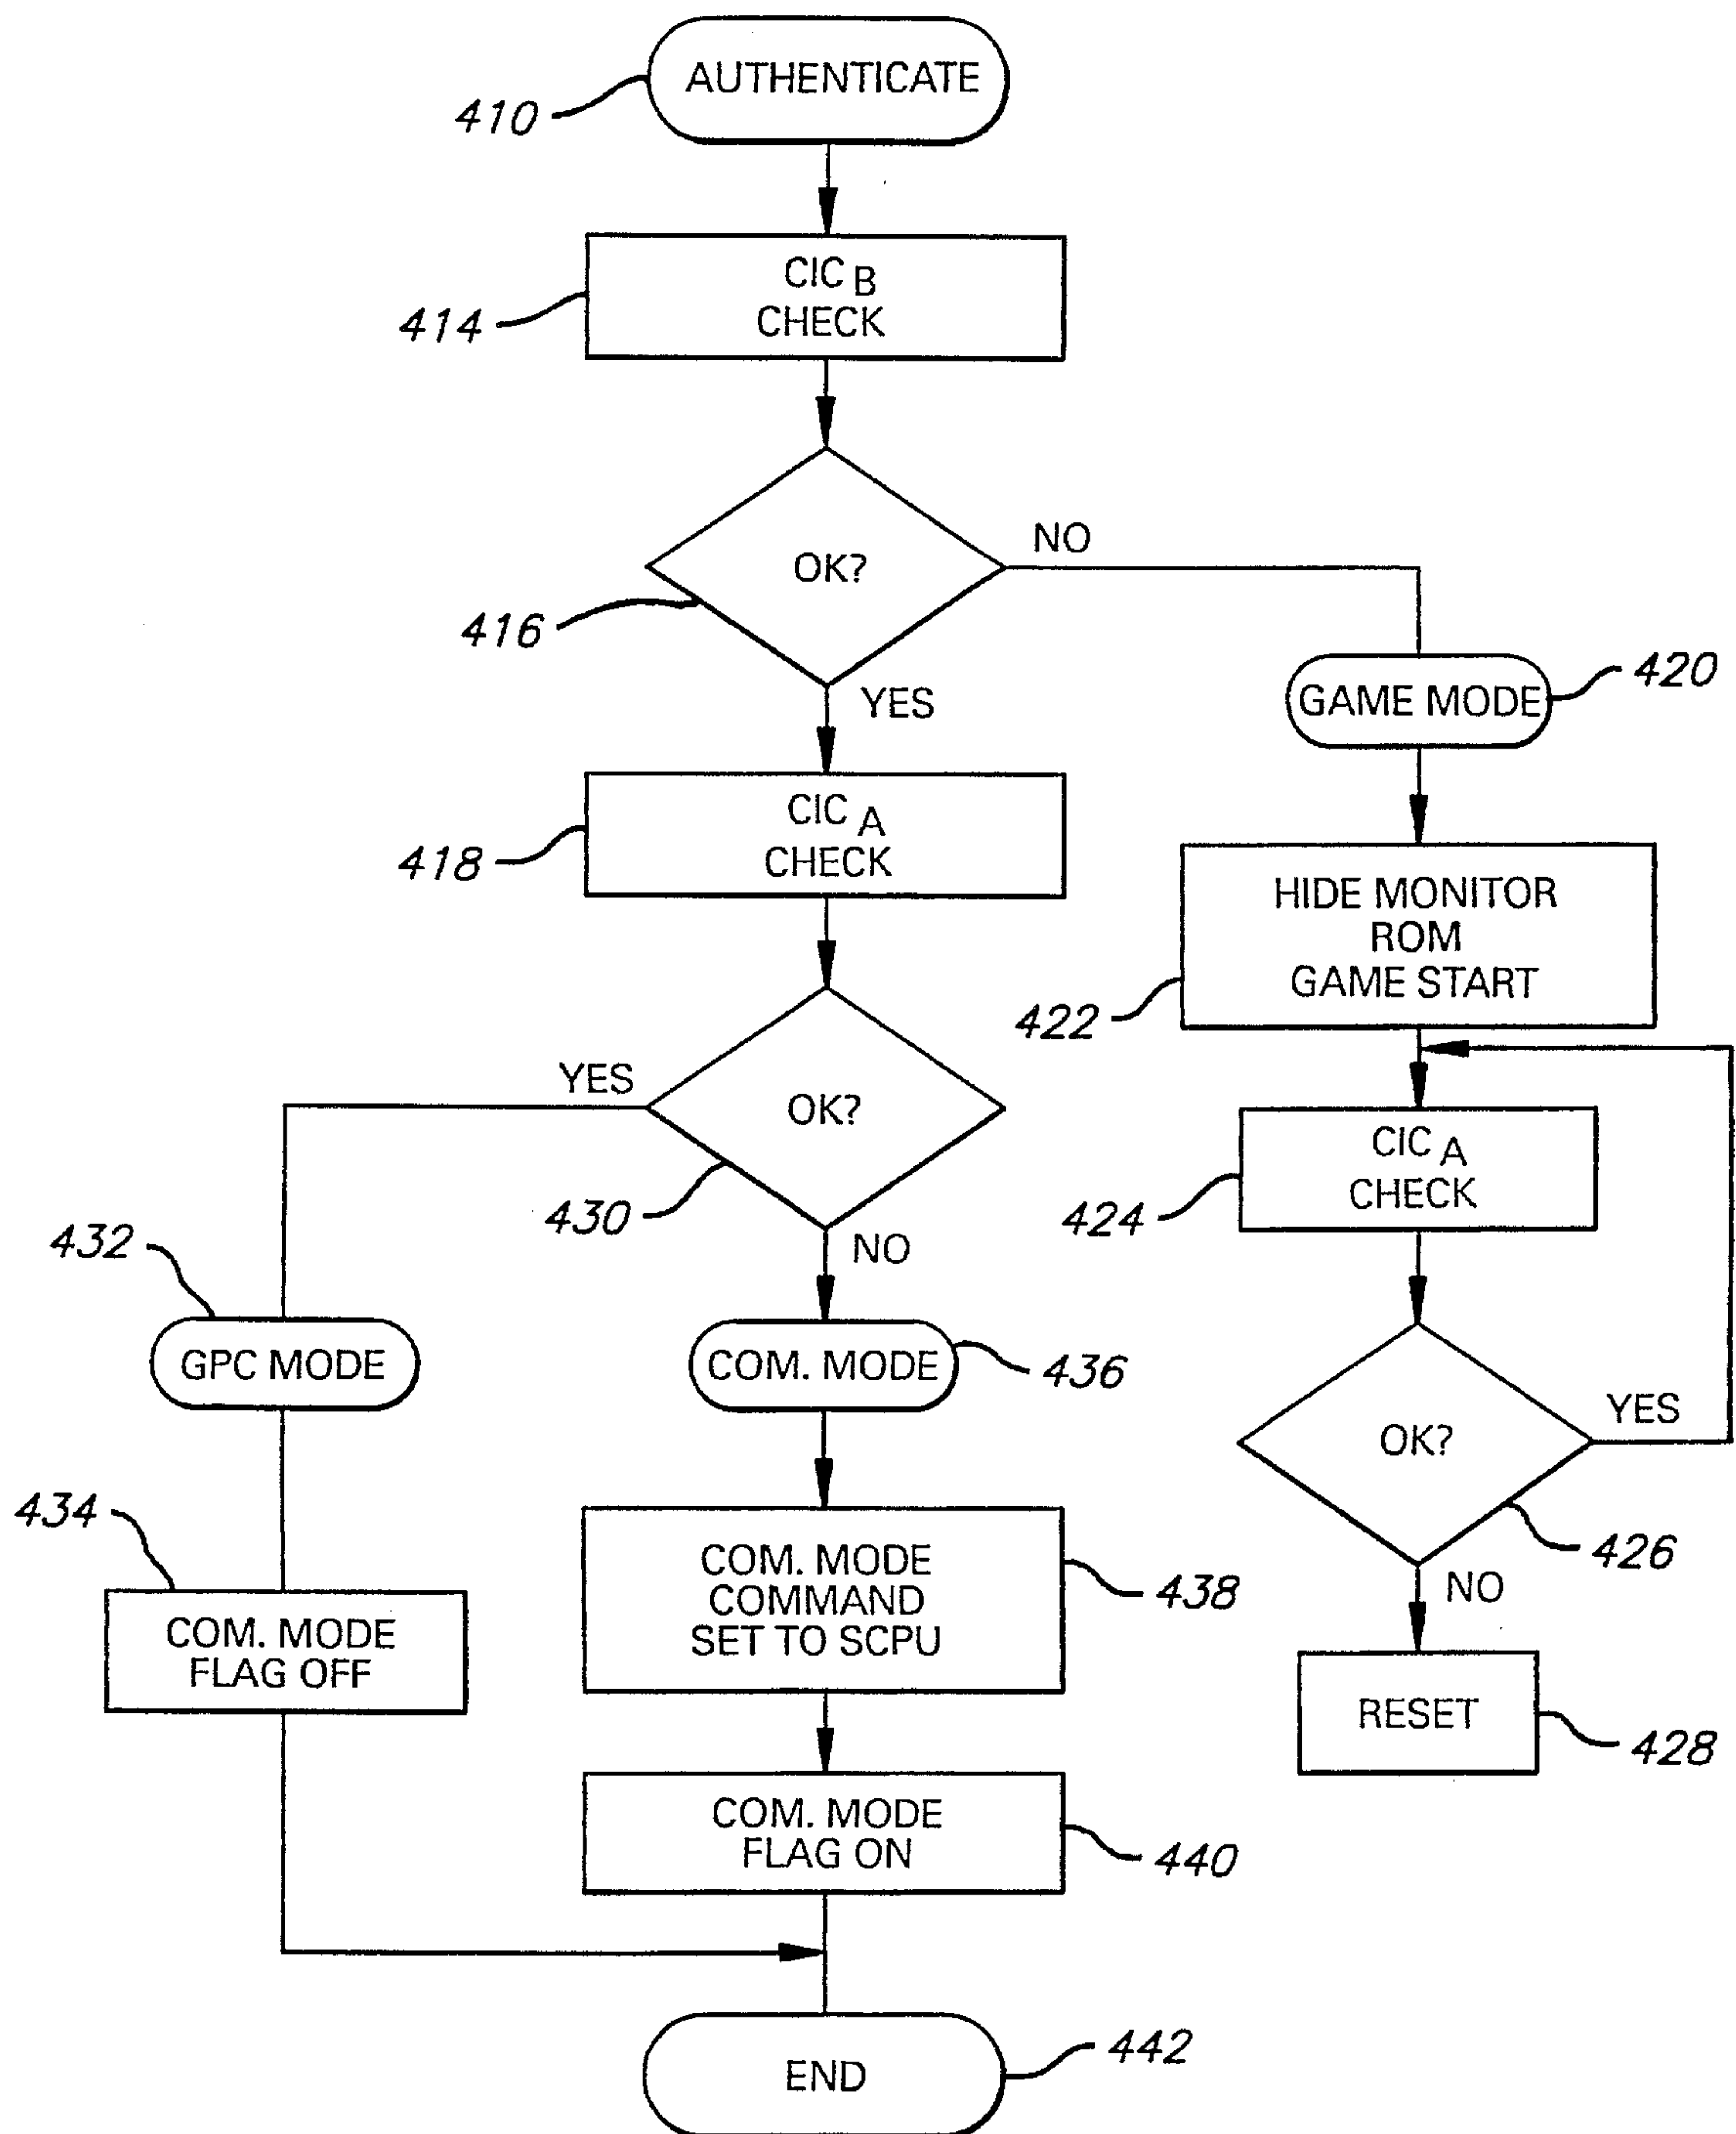 AUTHENTICATE
410
CIC B
CHECK
414
OK?
NO
416
YES
GAME MODE
420
CIC A
CHECK
418
HIDE MONITOR
ROM
GAME START
422
YES
OK?
430
NO
CIC A
CHECK
424
432
GPC MODE
COM. MODE
436
OK?
YES
426
NO
434
COM. MODE
FLAG OFF
COM. MODE
COMMAND
SET TO SCPU
438
RESET
428
COM. MODE
FLAG ON
440
END
442